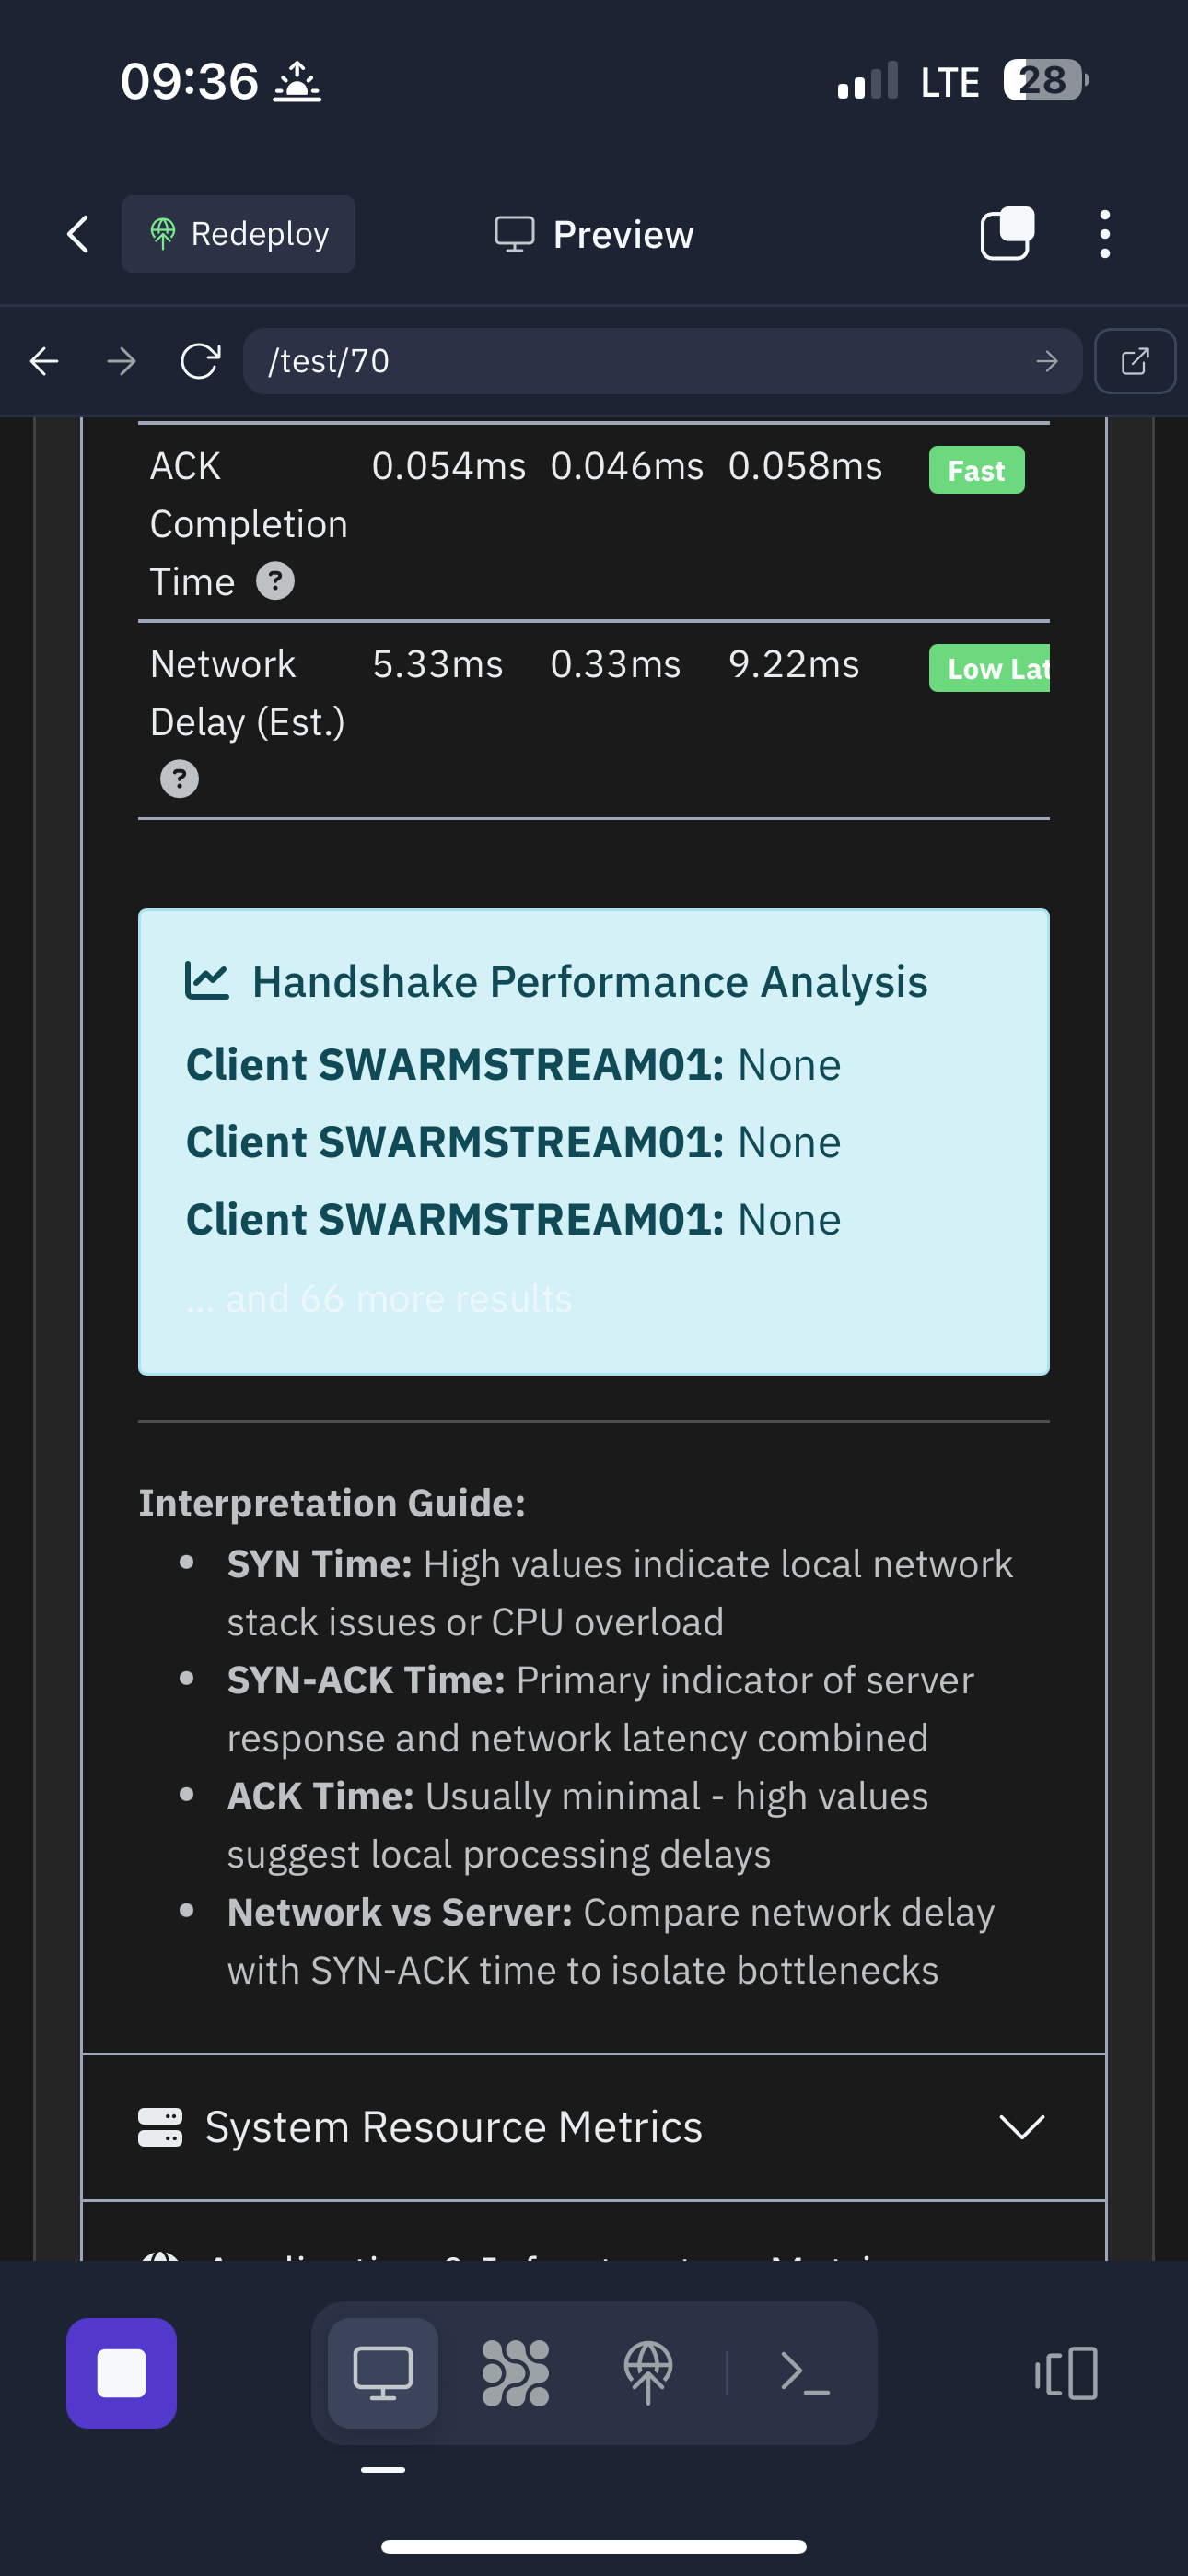 09:36
LTE 28
Redeploy
Preview
/test/70
ACK 0.054ms 0.046ms 0.058ms Fast
Completion
Time ?
Network 5.33ms 0.33ms 9.22ms Low Lat
Delay (Est.)
?
Handshake Performance Analysis
Client SWARMSTREAM01: None
Client SWARMSTREAM01: None
Client SWARMSTREAM01: None
... and 66 more results
Interpretation Guide:
• SYN Time: High values indicate local network
stack issues or CPU overload
• SYN-ACK Time: Primary indicator of server
response and network latency combined
• ACK Time: Usually minimal - high values
suggest local processing delays
• Network vs Server: Compare network delay
with SYN-ACK time to isolate bottlenecks
System Resource Metrics